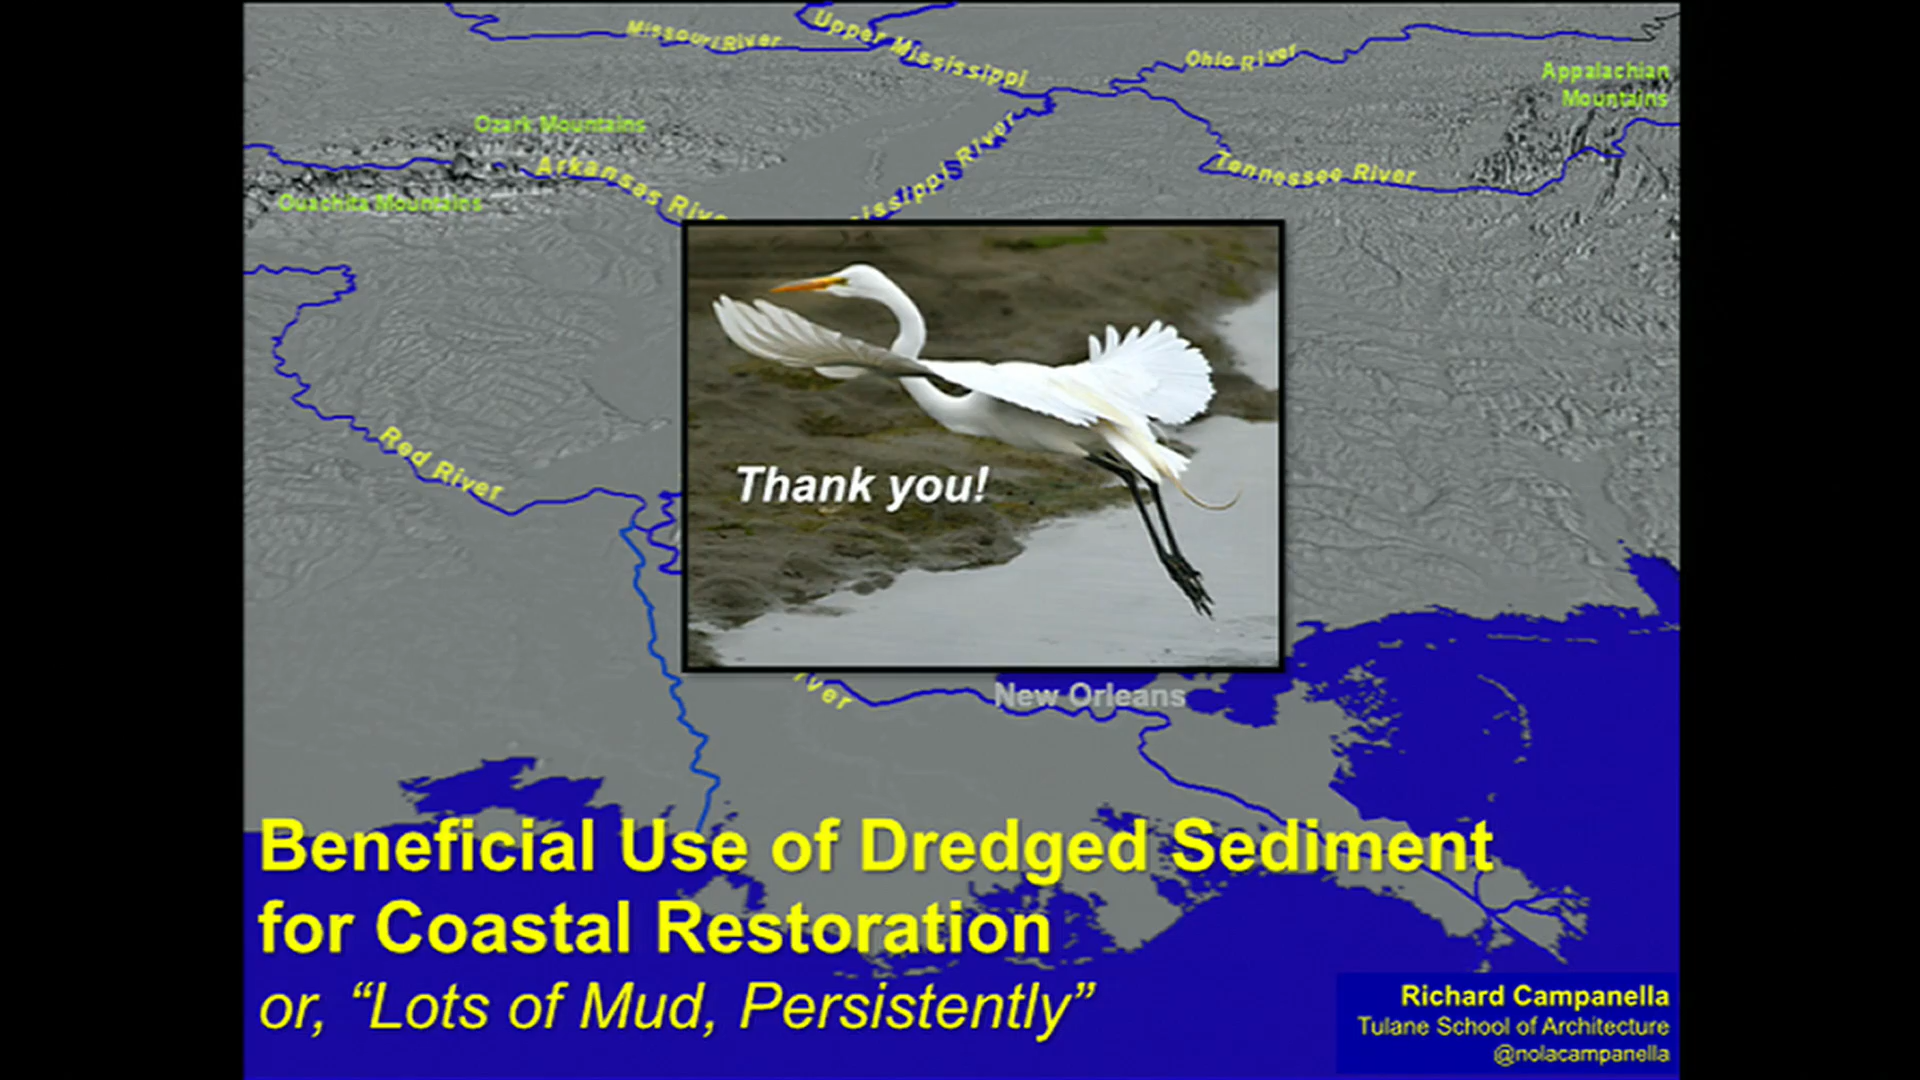 Missouri River
Upper Mississippi
Ohio River
Appalachian
Mountains
Ozark Mountains
Arkansas
Ouachita Mountains
River
Tennessee River
Red River
Thank you!
New Orleans
Beneficial Use of Dredged Sediment
for Coastal Restoration
or, “Lots of Mud, Persistently”
Richard Campanella
Tulane School of Architecture
@nolacampanella